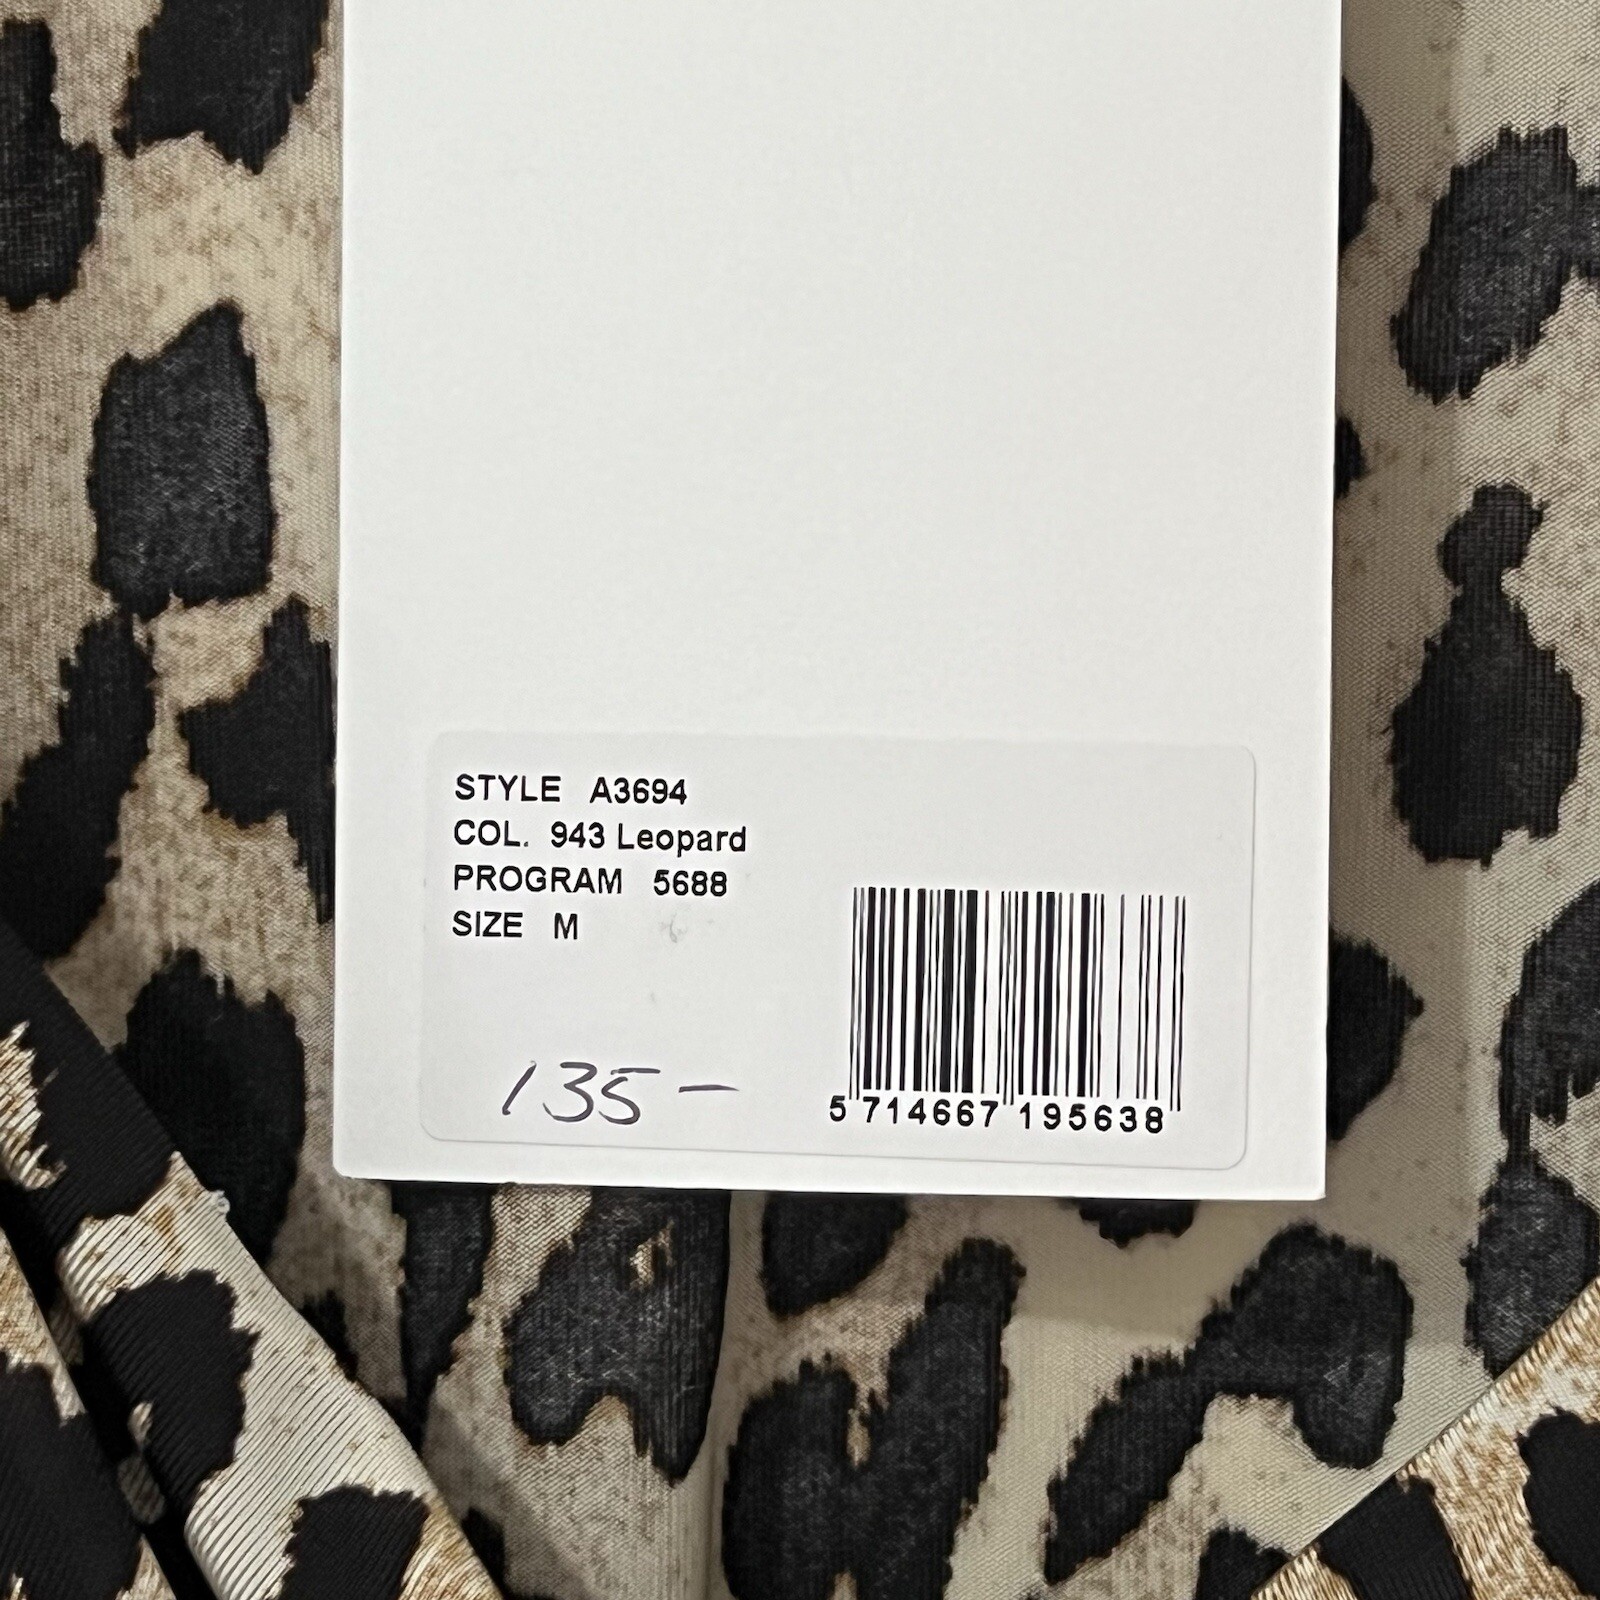 STYLE A3694
COL. 943 Leopard
PROGRAM 5688
SIZE M
135-
5 714667 195638